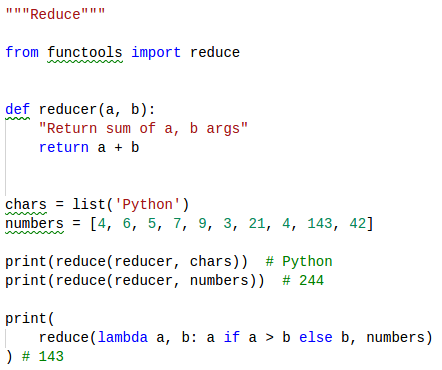 """Reduce"""
from functools import reduce
def reducer(a, b):
"Return sum of a, b args"
return a + b
chars = list('Python')
numbers = [4, 6, 5, 7, 9, 3, 21, 4, 143, 42]
print(reduce(reducer, chars))  # Python
print(reduce(reducer, numbers))  # 244
print(
reduce(lambda a, b: a if a > b else b, numbers)
) # 143